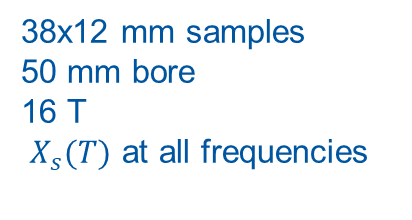 38x12 mm samples
50 mm bore
16 T
Xₛ(T) at all frequencies